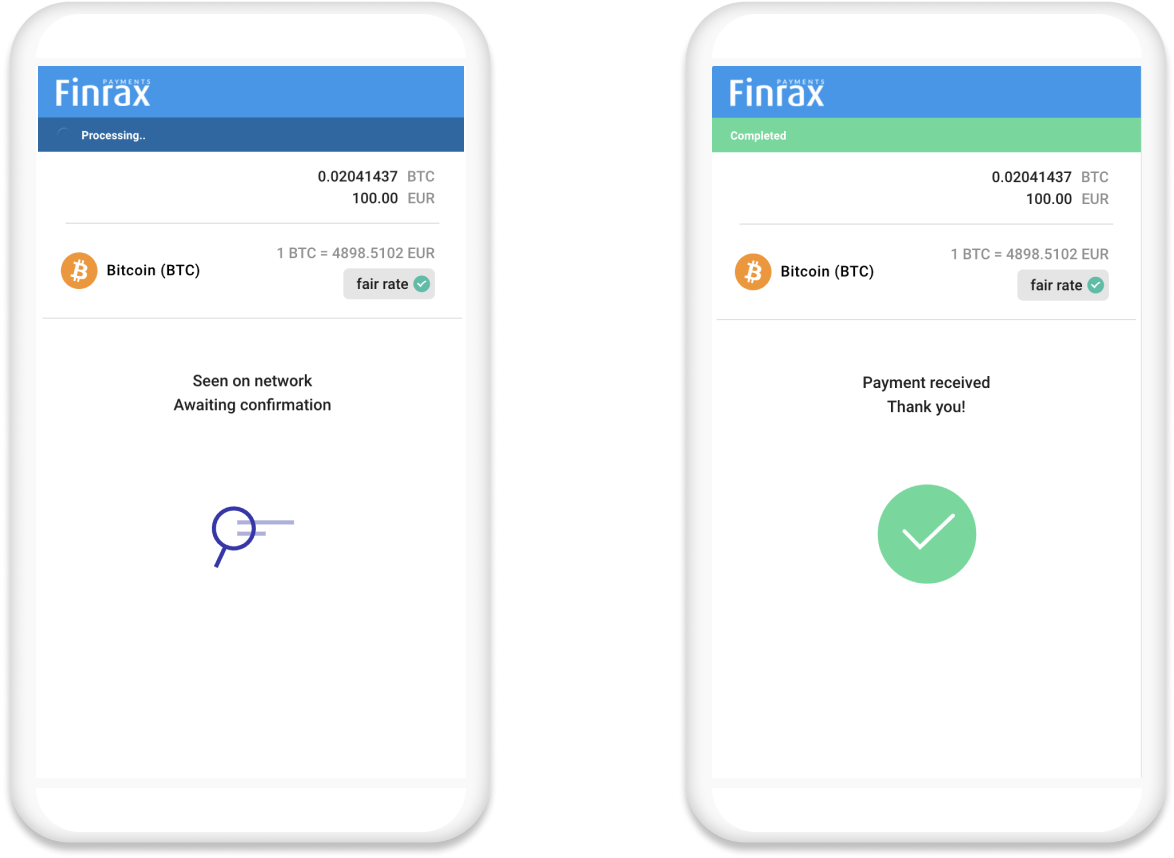 PAYMENTS
Finrax
Processing..
0.02041437 BTC
100.00 EUR
1 BTC = 4898.5102 EUR
Bitcoin (BTC)
fair rate
Seen on network
Awaiting confirmation
PAYMENTS
Finrax
Completed
0.02041437 BTC
100.00 EUR
1 BTC = 4898.5102 EUR
Bitcoin (BTC)
fair rate
Payment received
Thank you!